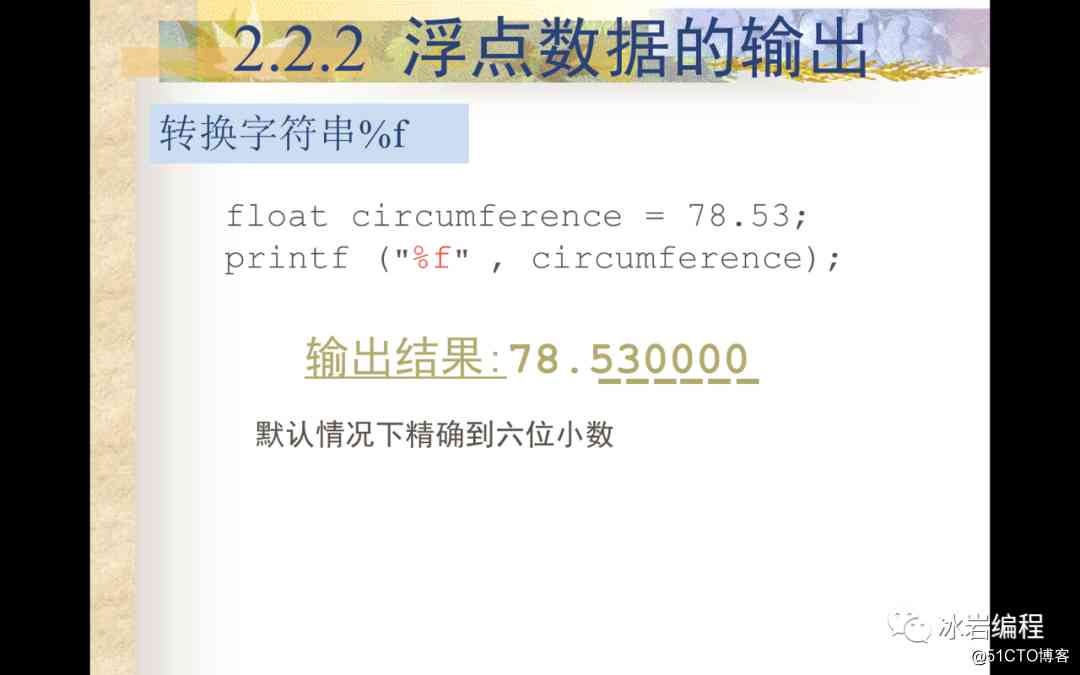 2.2.2 浮点数据的输出
转换字符串%f
float circumference = 78.53;
printf ("%f" , circumference);
输出结果:78.530000
默认情况下精确到六位小数
冰岩编程
@51CTO博客